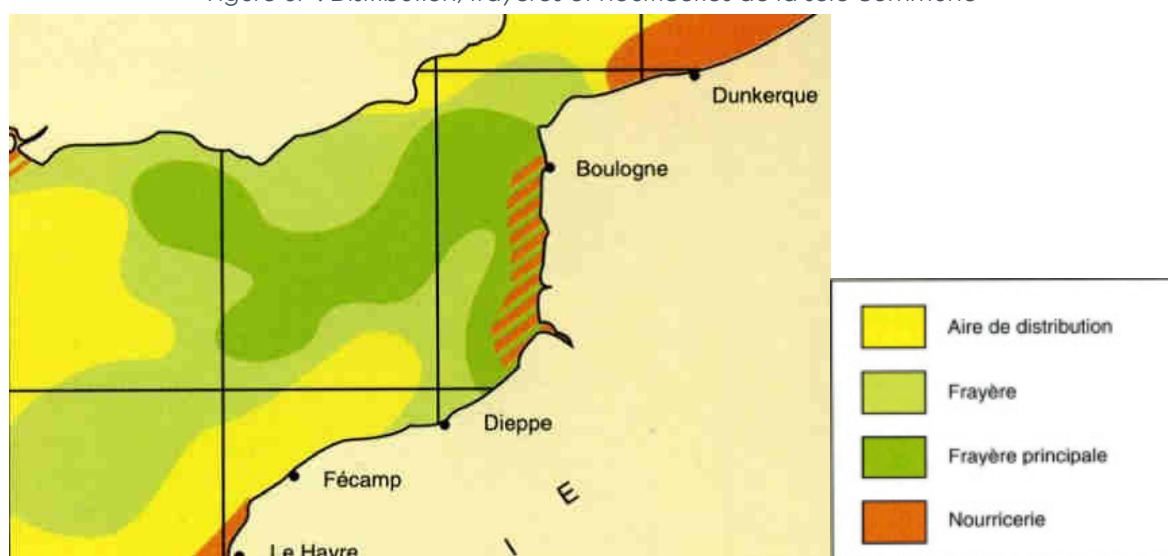 Dunkerque
Boulogne
Dieppe
Fécamp
Le Havre
E
Aire de distribution
Frayère
Frayère principale
Nourricerie